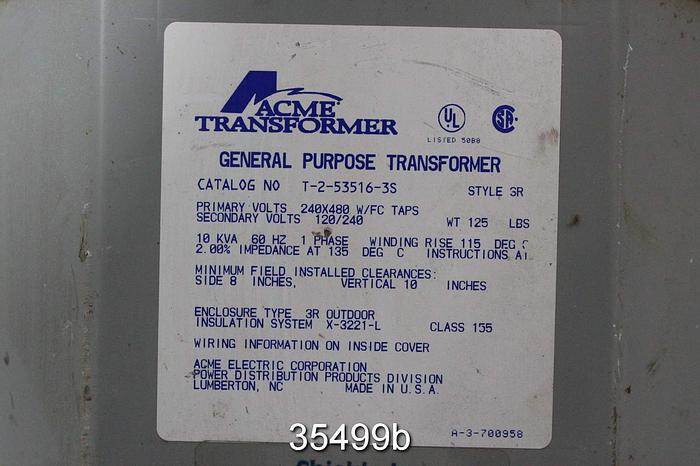 ACME
TRANSFORMER
UL
LISTED 50B8
SA
GENERAL PURPOSE TRANSFORMER
CATALOG NO T-2-53516-3S STYLE 3R
PRIMARY VOLTS 240X480 W/FC TAPS
SECONDARY VOLTS 120/240 WT 125 LBS
10 KVA 60 HZ 1 PHASE WINDING RISE 115 DEG
2.00% IMPEDANCE AT 135 DEG C INSTRUCTIONS
MINIMUM FIELD INSTALLED CLEARANCES:
SIDE 8 INCHES, VERTICAL 10 INCHES
ENCLOSURE TYPE 3R OUTDOOR
INSULATION SYSTEM X-3221-L CLASS 155
WIRING INFORMATION ON INSIDE COVER
ACME ELECTRIC CORPORATION
POWER DISTRIBUTION PRODUCTS DIVISION
LUMBERTON, NC MADE IN U.S.A.
A-3-700958
35499b